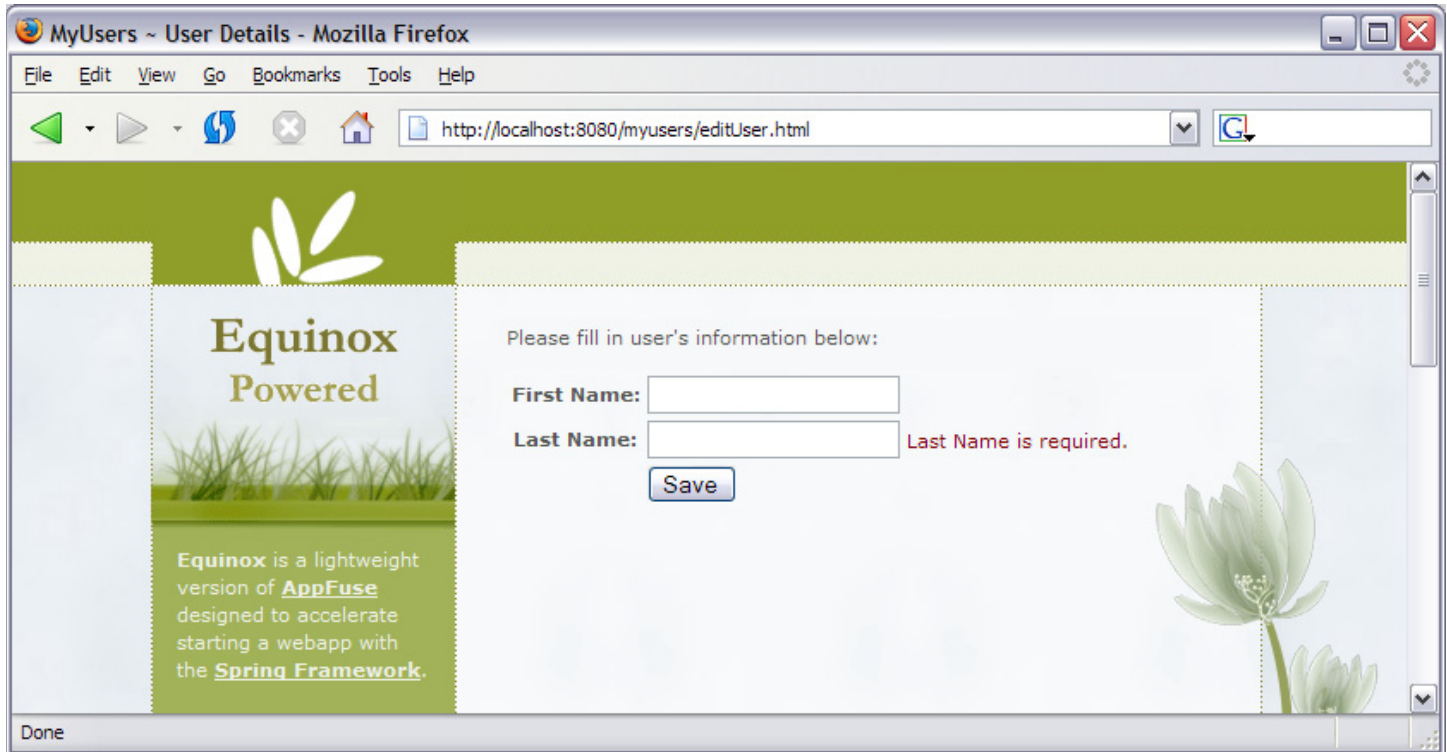 MyUsers ~ User Details - Mozilla Firefox
File Edit View Go Bookmarks Tools Help
http://localhost:8080/myusers/editUser.html
G
Equinox
Powered
Please fill in user's information below:
First Name:
Last Name: Last Name is required.
Save
Equinox is a lightweight
version of AppFuse
designed to accelerate
starting a webapp with
the Spring Framework.
Done